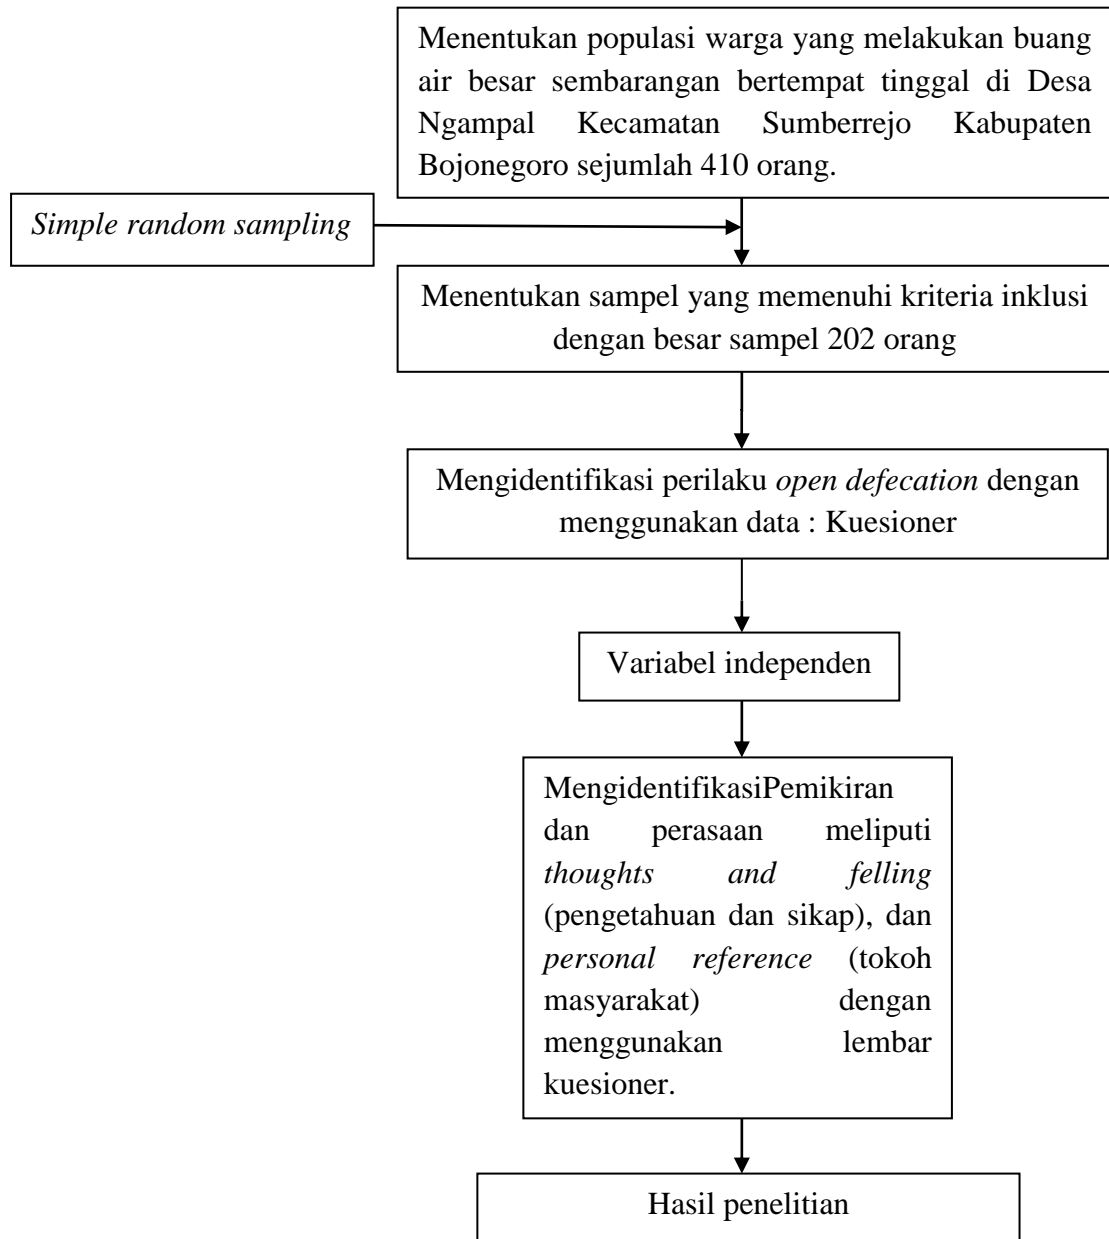 Menentukan populasi warga yang melakukan buang
air besar sembarangan bertempat tinggal di Desa
Ngampal Kecamatan Sumberrejo Kabupaten
Bojonegoro sejumlah 410 orang.
Simple random sampling
Menentukan sampel yang memenuhi kriteria inklusi
dengan besar sampel 202 orang
Mengidentifikasi perilaku open defecation dengan
menggunakan data : Kuesioner
Variabel independen
MengidentifikasiPemikiran
dan perasaan meliputi
thoughts and felling
(pengetahuan dan sikap), dan
personal reference (tokoh
masyarakat) dengan
menggunakan lembar
kuesioner.
Hasil penelitian